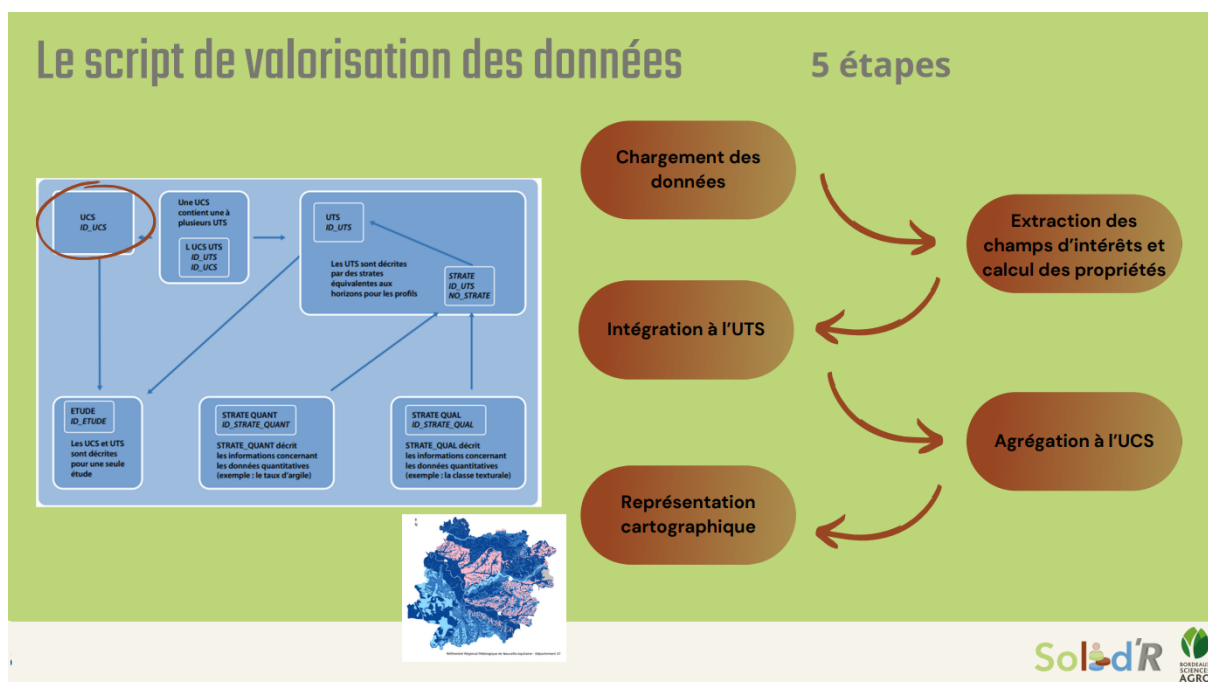 Le script de valorisation des données
5 étapes
UCS
ID_UCS
Une UCS
contient une à
plusieurs UTS
L UCS UTS
ID_UTS
ID_UCS
UTS
ID_UTS
Les UTS sont décrites
par des strates
équivalentes aux
horizons pour les profils
STRATE
ID_UTS
NO_STRATE
ETUDE
ID_ETUDE
Les UCS et UTS
sont décrites
pour une seule
étude
STRATE QUANT
ID_STRATE_QUANT
STRATE_QUANT décrit
les informations concernant
les données quantitatives
(exemple : le taux d'argile)
STRATE QUAL
ID_STRATE_QUAL
STRATE_QUAL décrit
les informations concernant
les données quantitatives
(exemple : la classe texturale)
Chargement des
données
Extraction des
champs d'intérêts et
calcul des propriétés
Intégration à l'UTS
Agrégation à l'UCS
Représentation
cartographique
Sol d'R
BORDEAUX
SCIENCES
AGRO